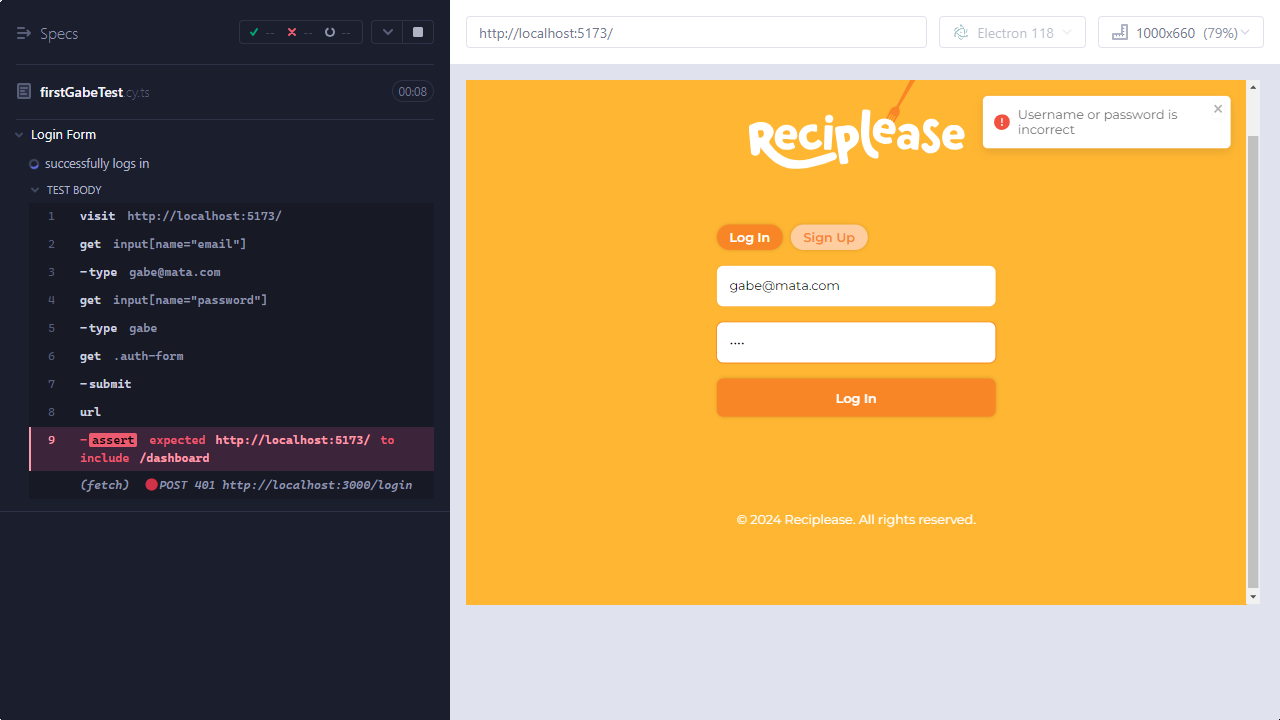 Specs
-- -- --
firstGabeTest.cy.ts 00:08
Login Form
successfully logs in
TEST BODY
1 visit http://localhost:5173/
2 get input[name="email"]
3 -type gabe@mata.com
4 get input[name="password"]
5 -type gabe
6 get .auth-form
7 -submit
8 url
9 -assert expected http://localhost:5173/ to
include /dashboard
(fetch) POST 401 http://localhost:3000/login
http://localhost:5173/
Electron 118
1000x660 (79%)
Reciplease
Username or password is
incorrect
Log In Sign Up
gabe@mata.com
····
Log In
© 2024 Reciplease. All rights reserved.